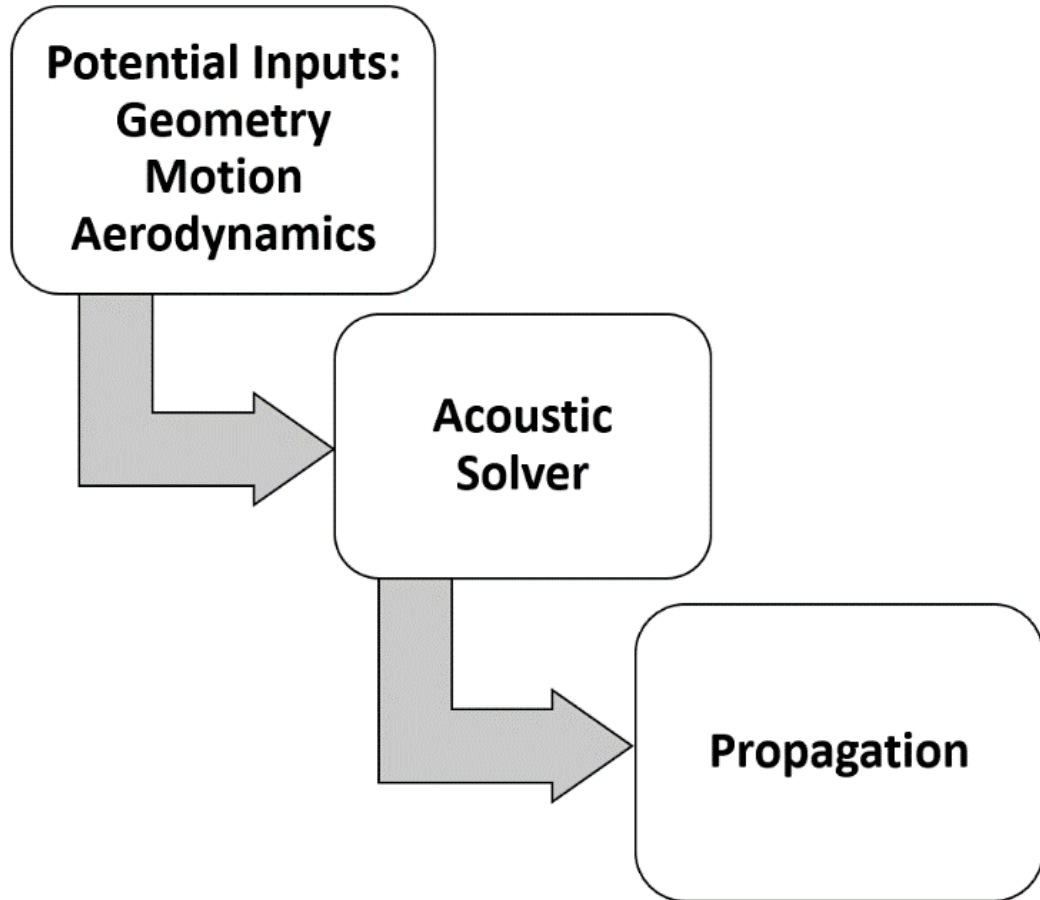 Potential Inputs:
Geometry
Motion
Aerodynamics
Acoustic
Solver
Propagation